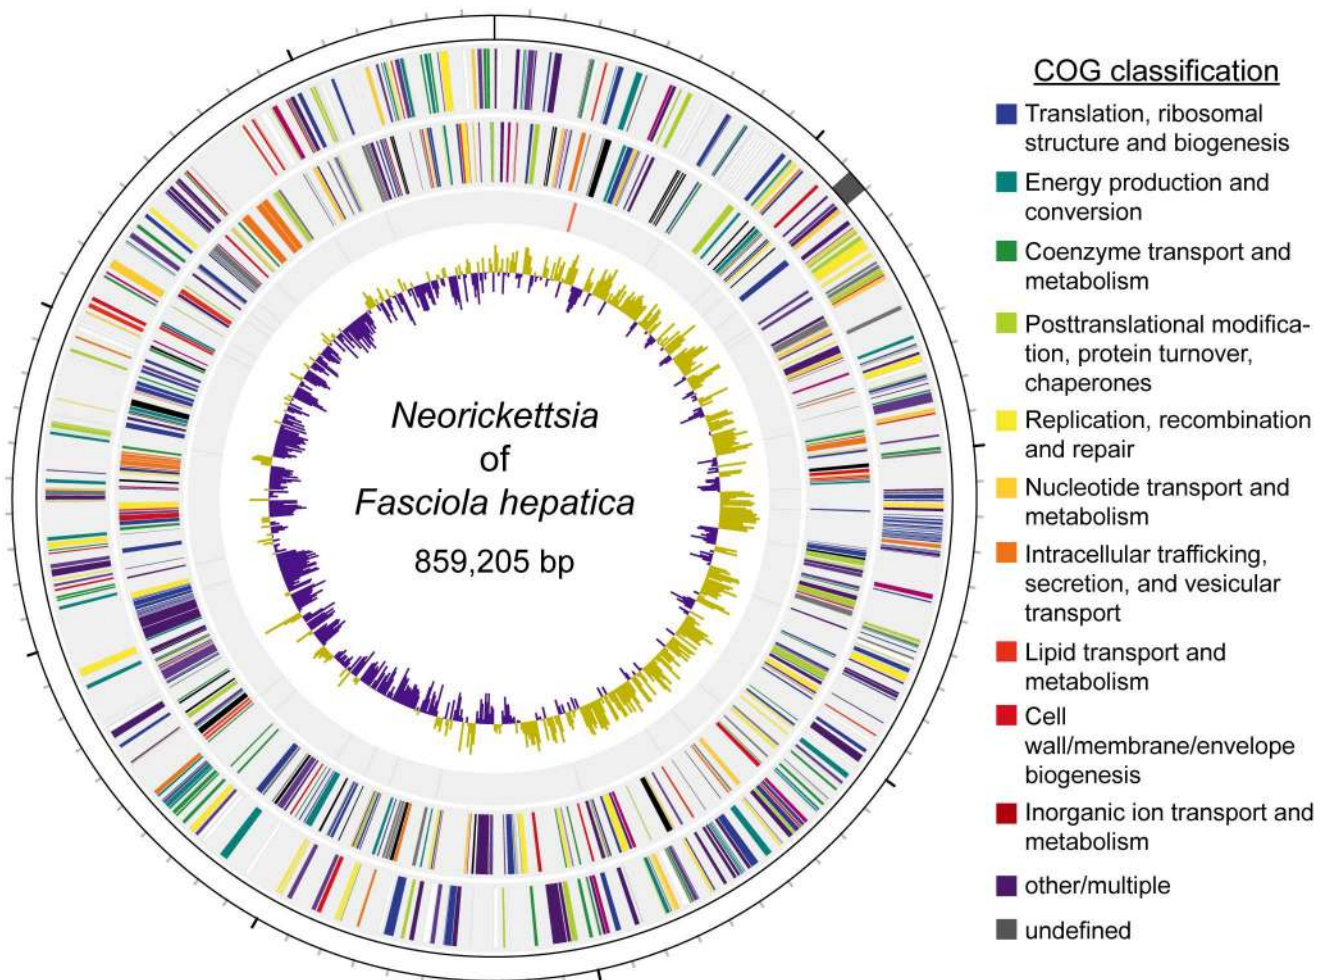 Neorickettsia
of
Fasciola hepatica
859,205 bp
COG classification
Translation, ribosomal
structure and biogenesis
Energy production and
conversion
Coenzyme transport and
metabolism
Posttranslational modifica-
tion, protein turnover,
chaperones
Replication, recombination
and repair
Nucleotide transport and
metabolism
Intracellular trafficking,
secretion, and vesicular
transport
Lipid transport and
metabolism
Cell
wall/membrane/envelope
biogenesis
Inorganic ion transport and
metabolism
other/multiple
undefined